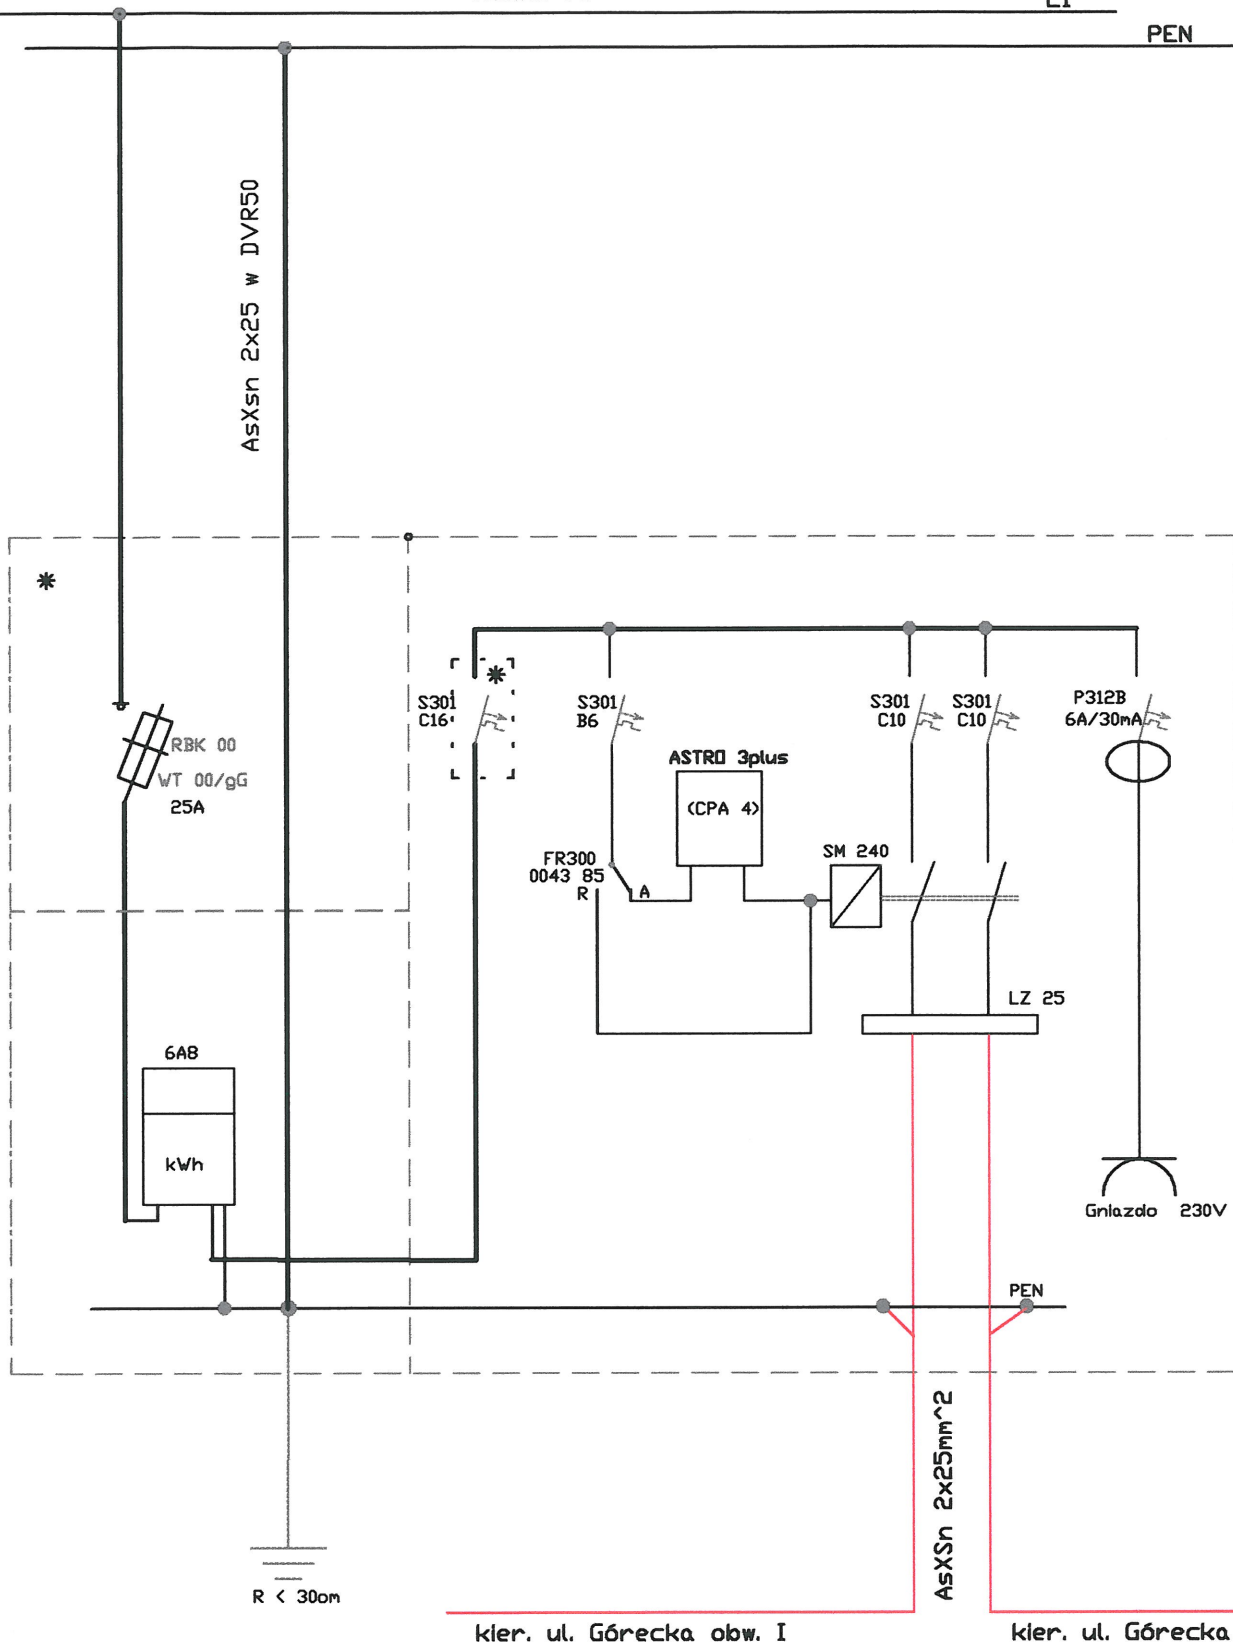 L1
PEN
AsXsn 2x25 w DVR50
*
*
S301
C16
S301
B6
S301
C10
S301
C10
P312B
6A/30mA
RBK 00
WT 00/gG
25A
ASTRO 3plus
(CPA 4)
FR300
0043 85
R
A
SM 240
LZ 25
6A8
kWh
Gniazdo 230V
PEN
AsXSn 2x25mm^2
R < 30om
kier. ul. Górecka obw. I
kier. ul. Górecka